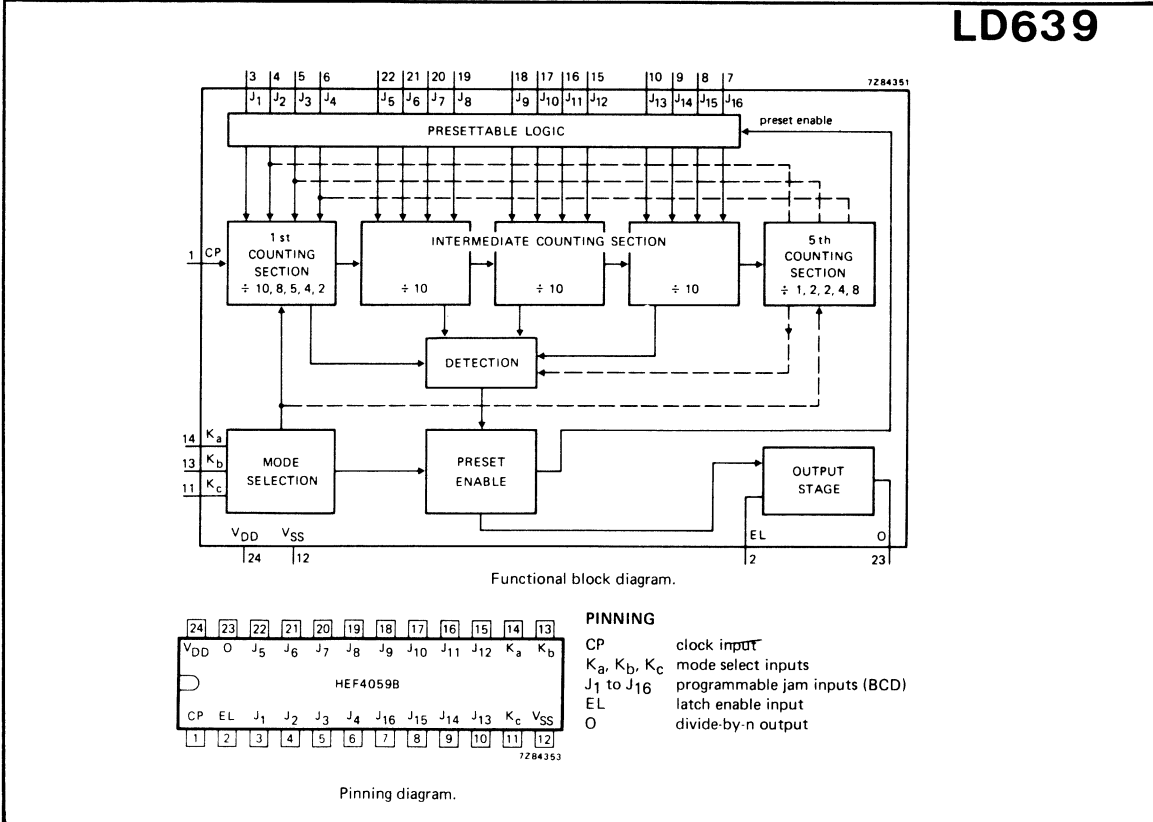 LD639
3 4 5 6 22 21 20 19 18 17 16 15 10 9 8 7
7Z84351
J1 J2 J3 J4 J5 J6 J7 J8 J9 J10 J11 J12 J13 J14 J15 J16
PRESETTABLE LOGIC
preset enable
1 CP
1st
COUNTING
SECTION
÷ 10, 8, 5, 4, 2
INTERMEDIATE COUNTING SECTION
÷ 10
÷ 10
÷ 10
5th
COUNTING
SECTION
÷ 1, 2, 2, 4, 8
DETECTION
14 Ka
13 Kb
11 Kc
MODE
SELECTION
PRESET
ENABLE
OUTPUT
STAGE
VDD VSS
EL O
24 12
2 23
Functional block diagram.
24 23 22 21 20 19 18 17 16 15 14 13
VDD O J5 J6 J7 J8 J9 J10 J11 J12 Ka Kb
HEF4059B
CP EL J1 J2 J3 J4 J16 J15 J14 J13 Kc VSS
1 2 3 4 5 6 7 8 9 10 11 12
7Z84353
Pinning diagram.
PINNING
CP clock input
Ka, Kb, Kc mode select inputs
J1 to J16 programmable jam inputs (BCD)
EL latch enable input
O divide-by-n output